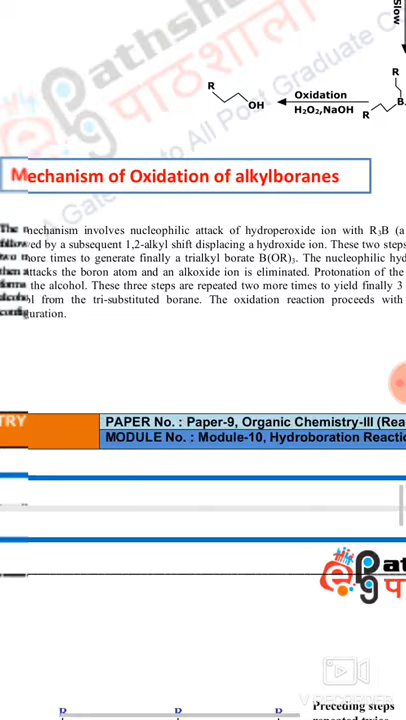 Slow
R
R
OH
Oxidation
H₂O₂,NaOH
B
R
Mechanism of Oxidation of alkylboranes
The mechanism involves nucleophilic attack of hydroperoxide ion with R₃B (a
followed by a subsequent 1,2-alkyl shift displacing a hydroxide ion. These two steps
two more times to generate finally a trialkyl borate B(OR)₃. The nucleophilic hyd
then attacks the boron atom and an alkoxide ion is eliminated. Protonation of the
forms the alcohol. These three steps are repeated two more times to yield finally 3
alcohol from the tri-substituted borane. The oxidation reaction proceeds with
configuration.
TRY
PAPER No. : Paper-9, Organic Chemistry-III (Rea
MODULE No. : Module-10, Hydroboration Reactio
Pat
R R R
Preceding steps
repeated twice